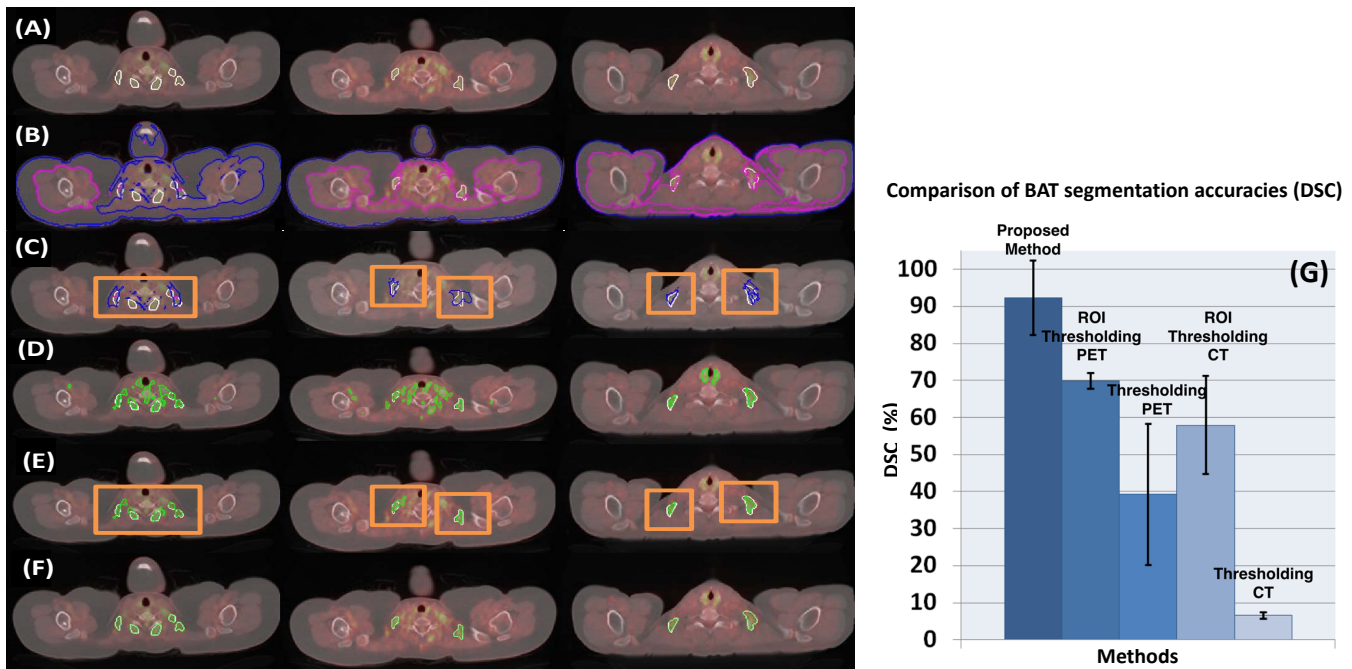 (A)
(B)
(C)
(D)
(E)
(F)
Comparison of BAT segmentation accuracies (DSC)
(G)
DSC (%)
100
90
80
70
60
50
40
30
20
10
0
Proposed
Method
ROI
Thresholding
PET
Thresholding
PET
ROI
Thresholding
CT
Thresholding
CT
Methods